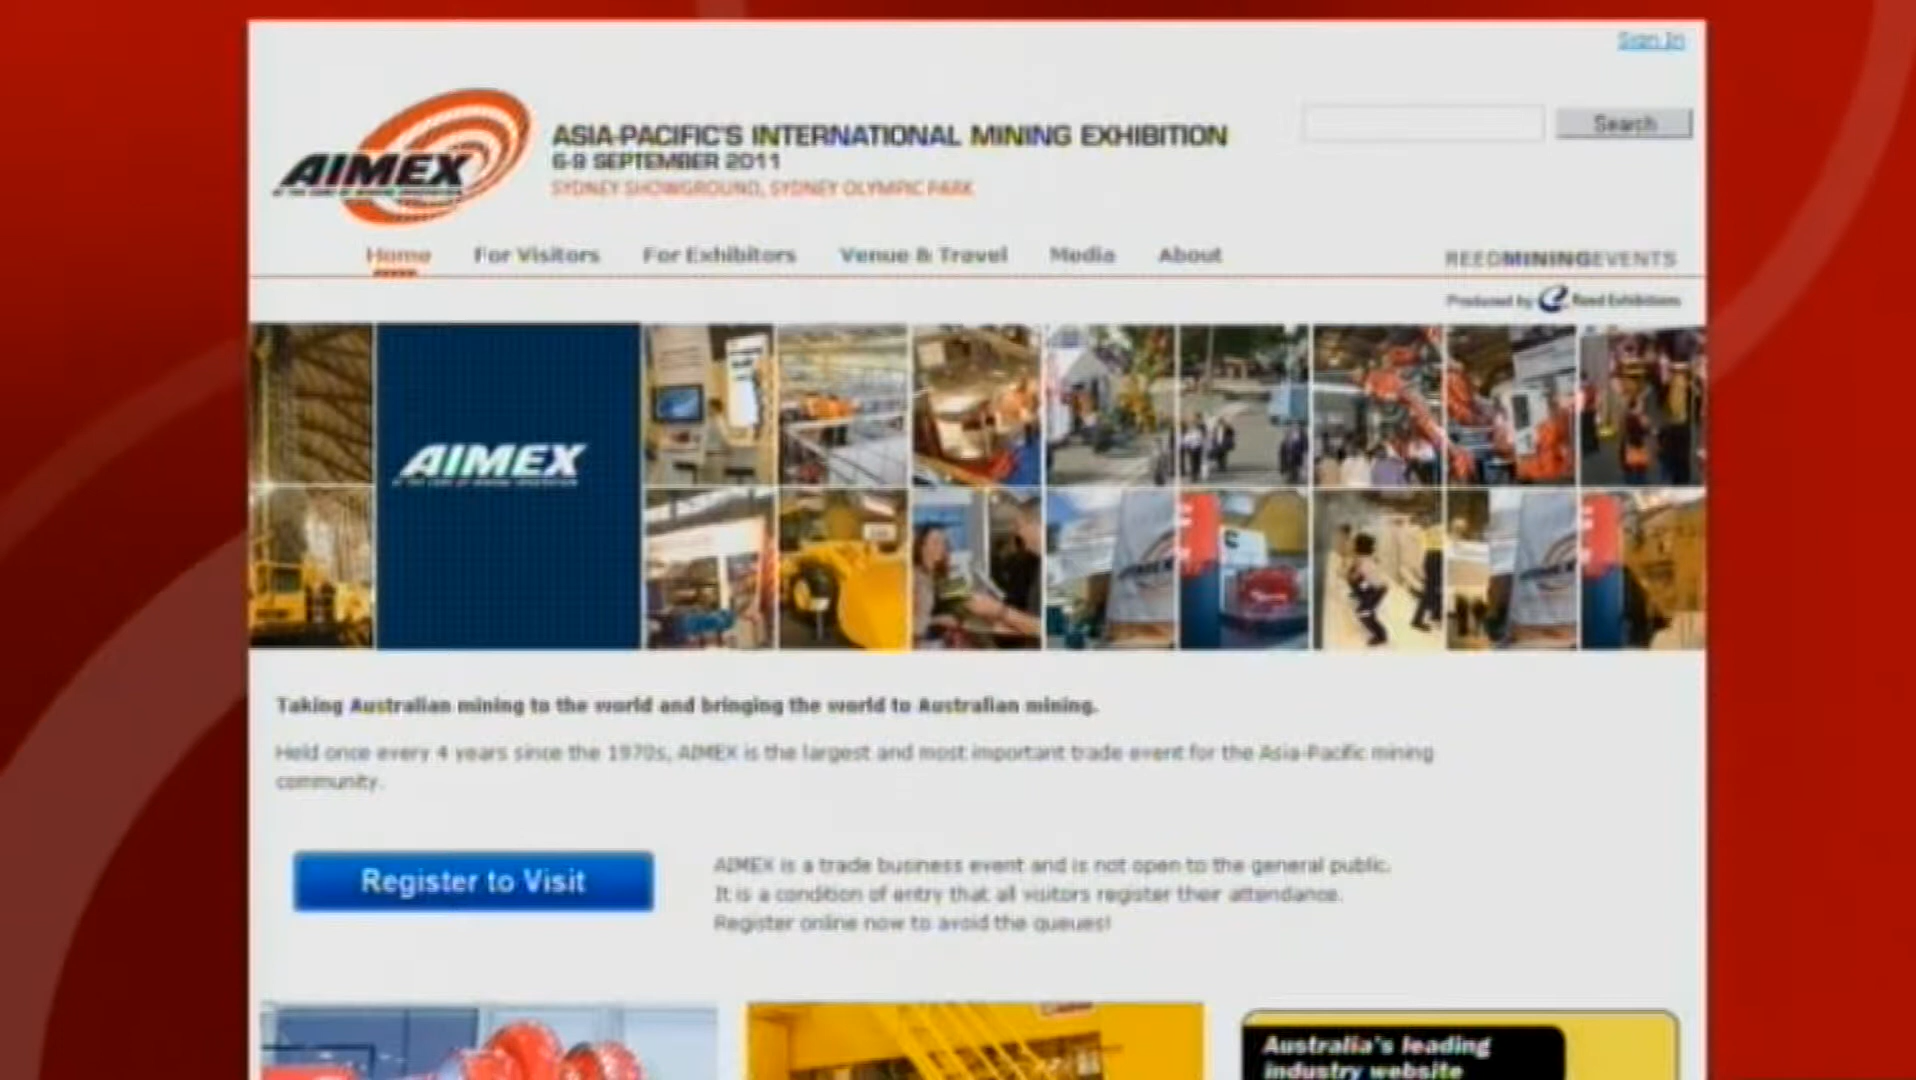 Sign In
AIMEX
ASIA-PACIFIC'S INTERNATIONAL MINING EXHIBITION
6-9 SEPTEMBER 2011
SYDNEY SHOWGROUND, SYDNEY OLYMPIC PARK
Search
Home For Visitors For Exhibitors Venue & Travel Media About
REEDMININGEVENTS
Produced by Reed Exhibitions
AIMEX
Taking Australian mining to the world and bringing the world to Australian mining.
Held once every 4 years since the 1970s, AIMEX is the largest and most important trade event for the Asia-Pacific mining
community.
Register to Visit
AIMEX is a trade business event and is not open to the general public.
It is a condition of entry that all visitors register their attendance.
Register online now to avoid the queues!
Australia's leading
industry website